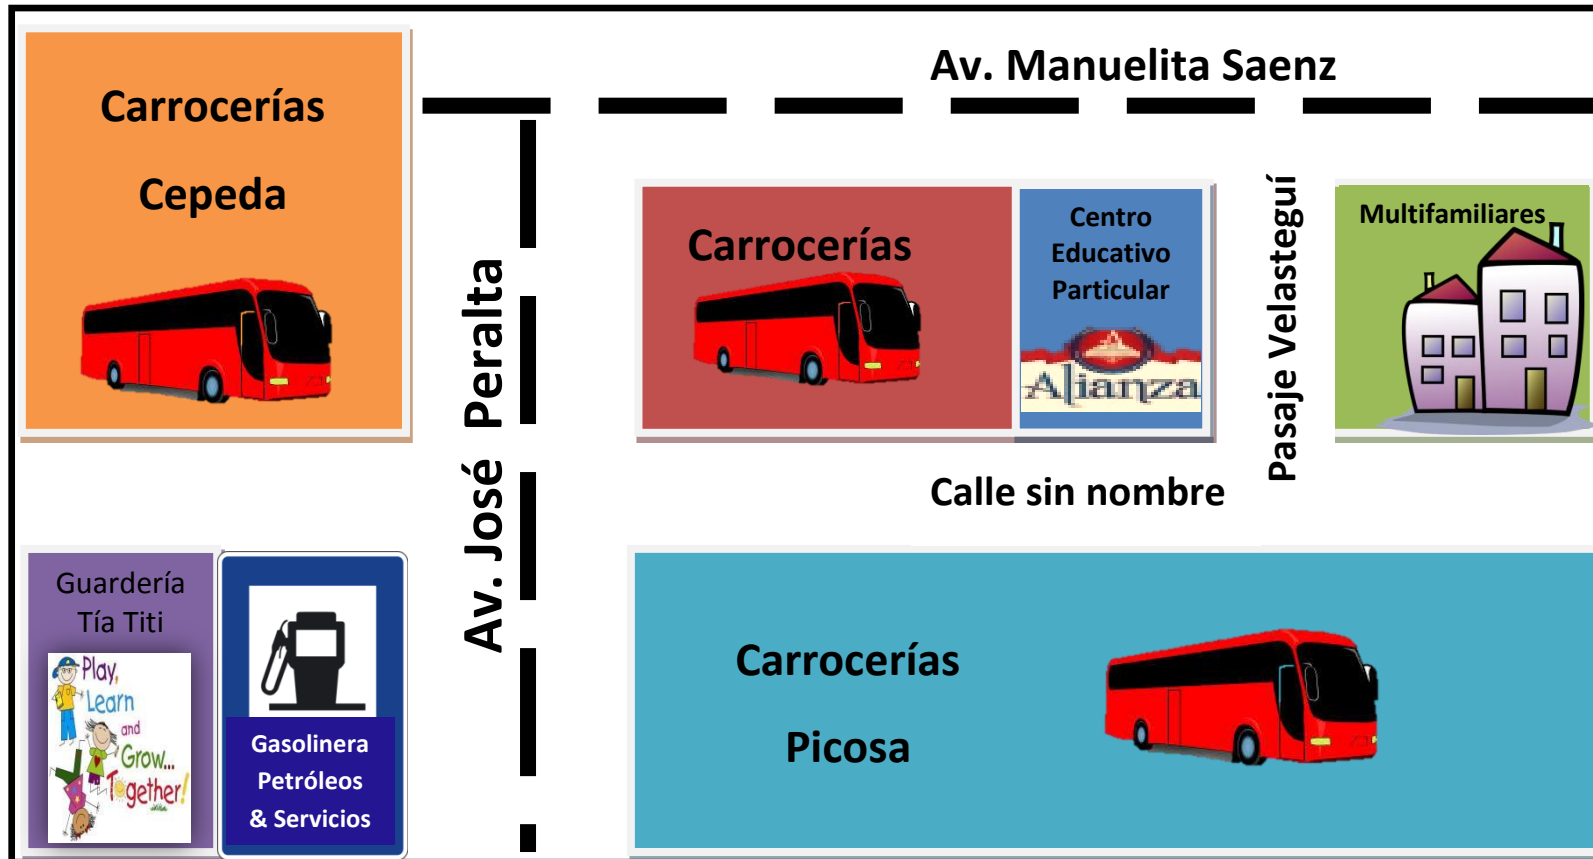 Av. Manuelita Saenz
Carrocerías
Cepeda
Av. José Peralta
Carrocerías
Centro
Educativo
Particular
Alianza
Pasaje Velasteguí
Multifamiliares
Calle sin nombre
Guardería
Tía Titi
Play,
Learn
and
Grow...
Together!
Gasolinera
Petróleos
& Servicios
Carrocerías
Picosa